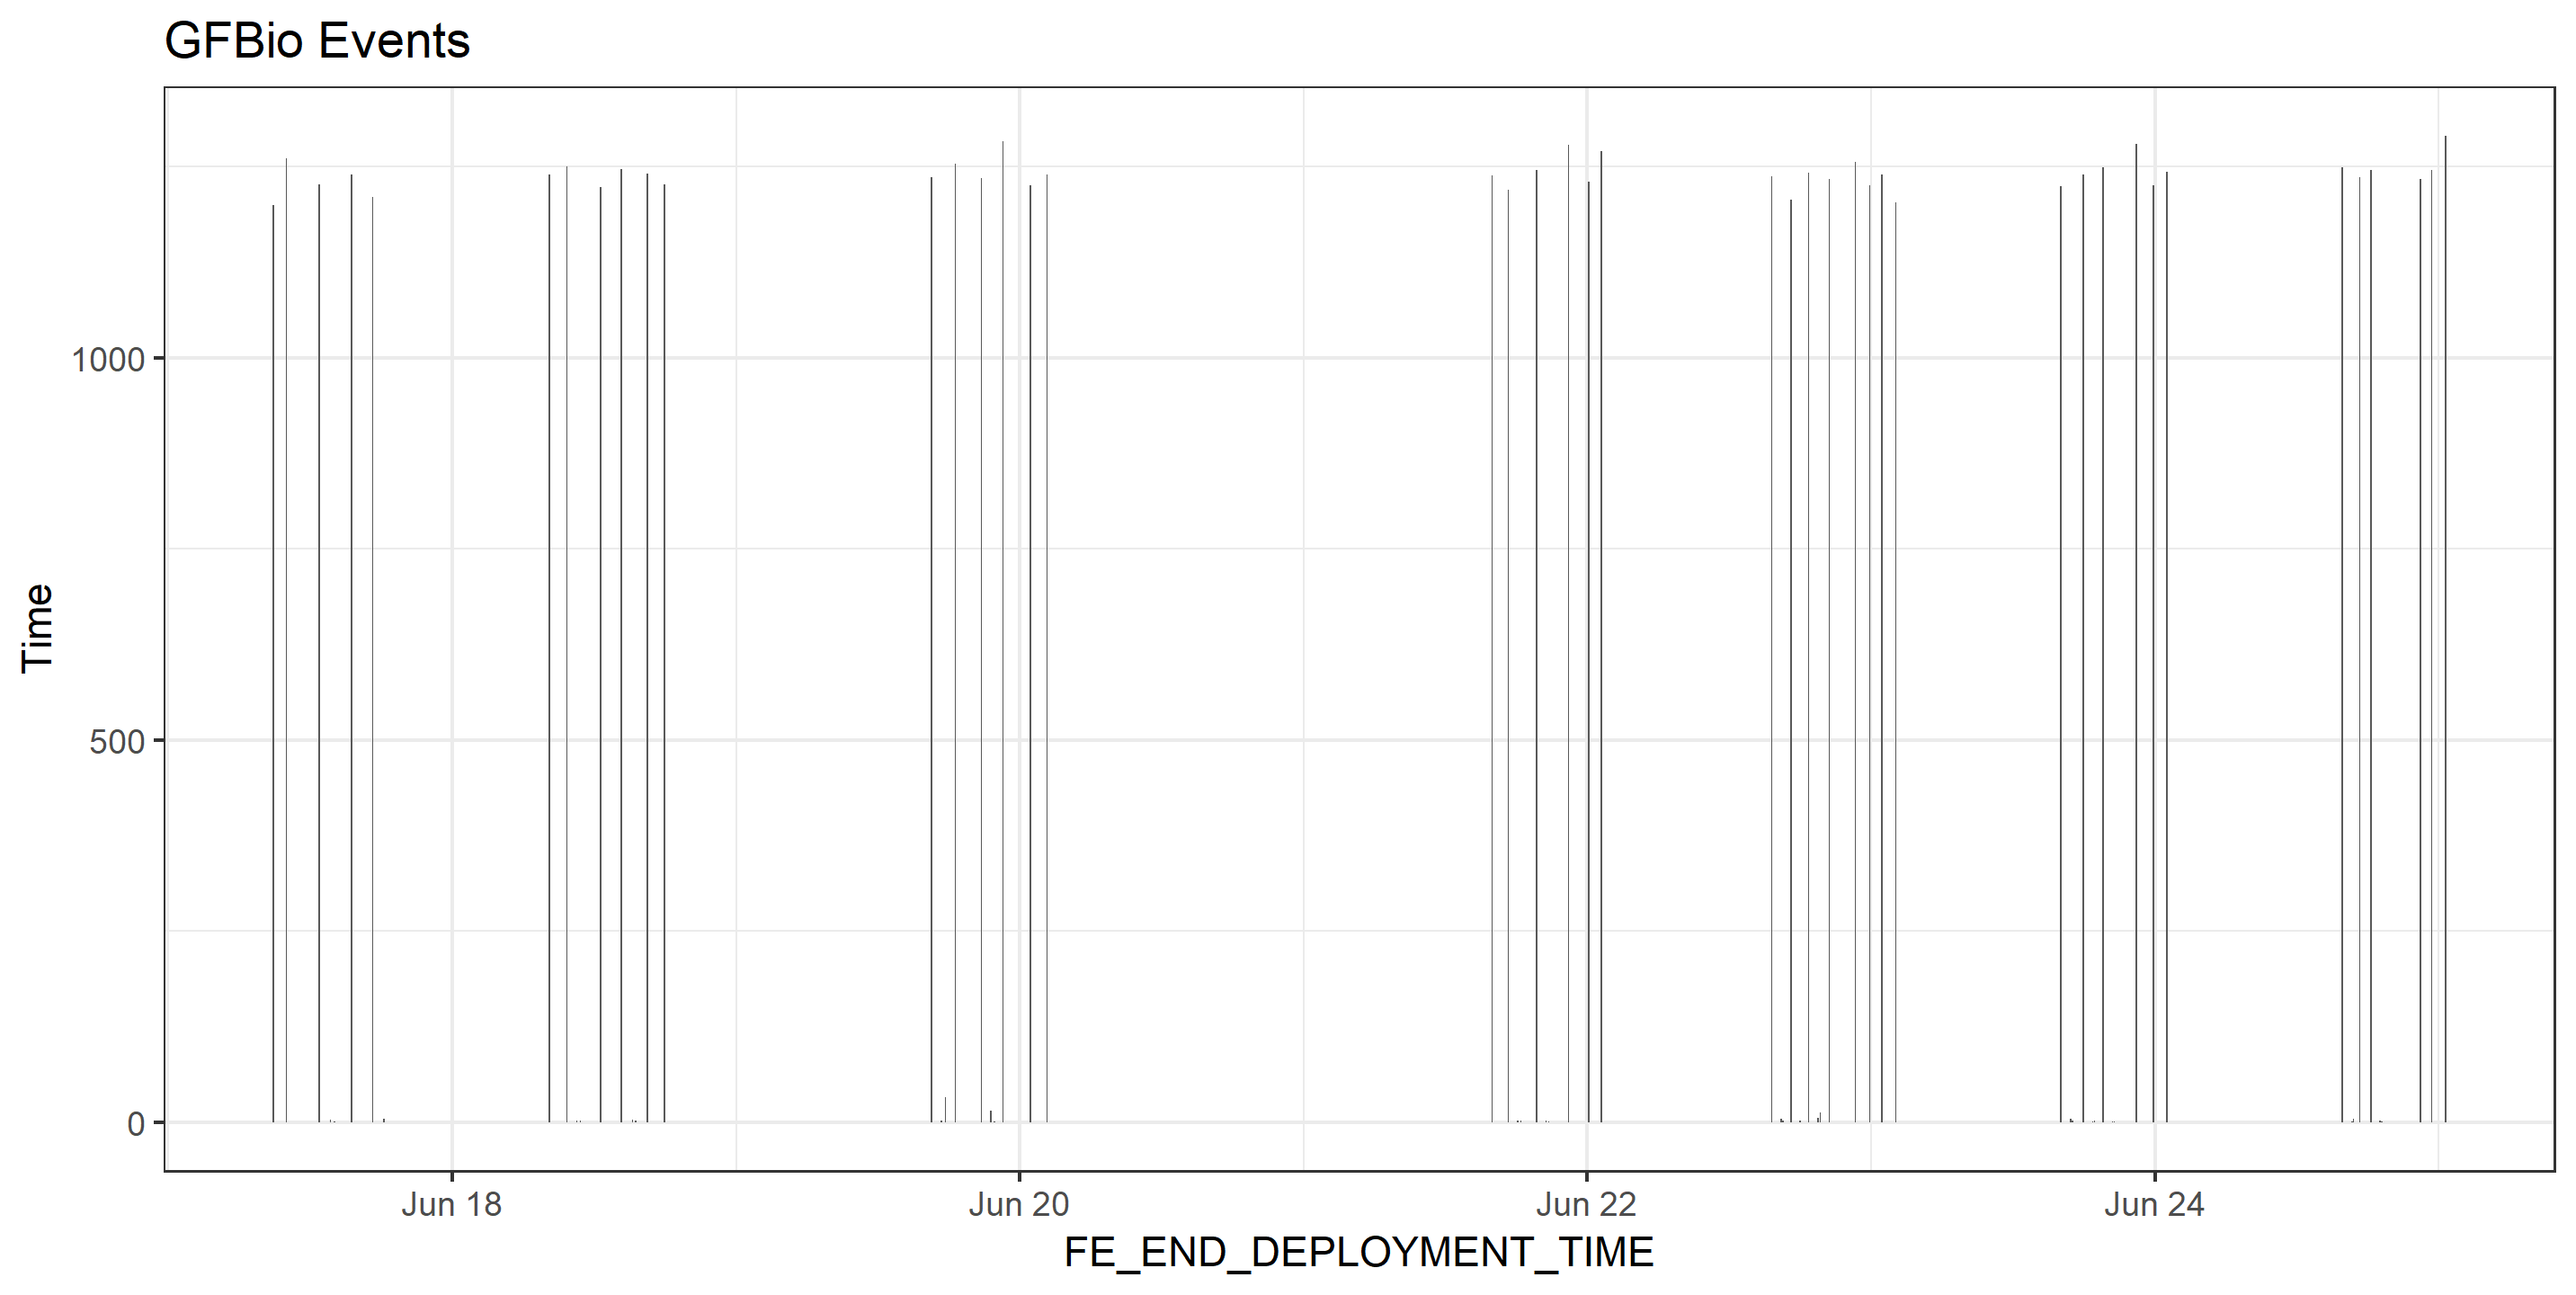 GFBio Events
1000
500
0
Time
Jun 18 Jun 20 Jun 22 Jun 24
FE_END_DEPLOYMENT_TIME